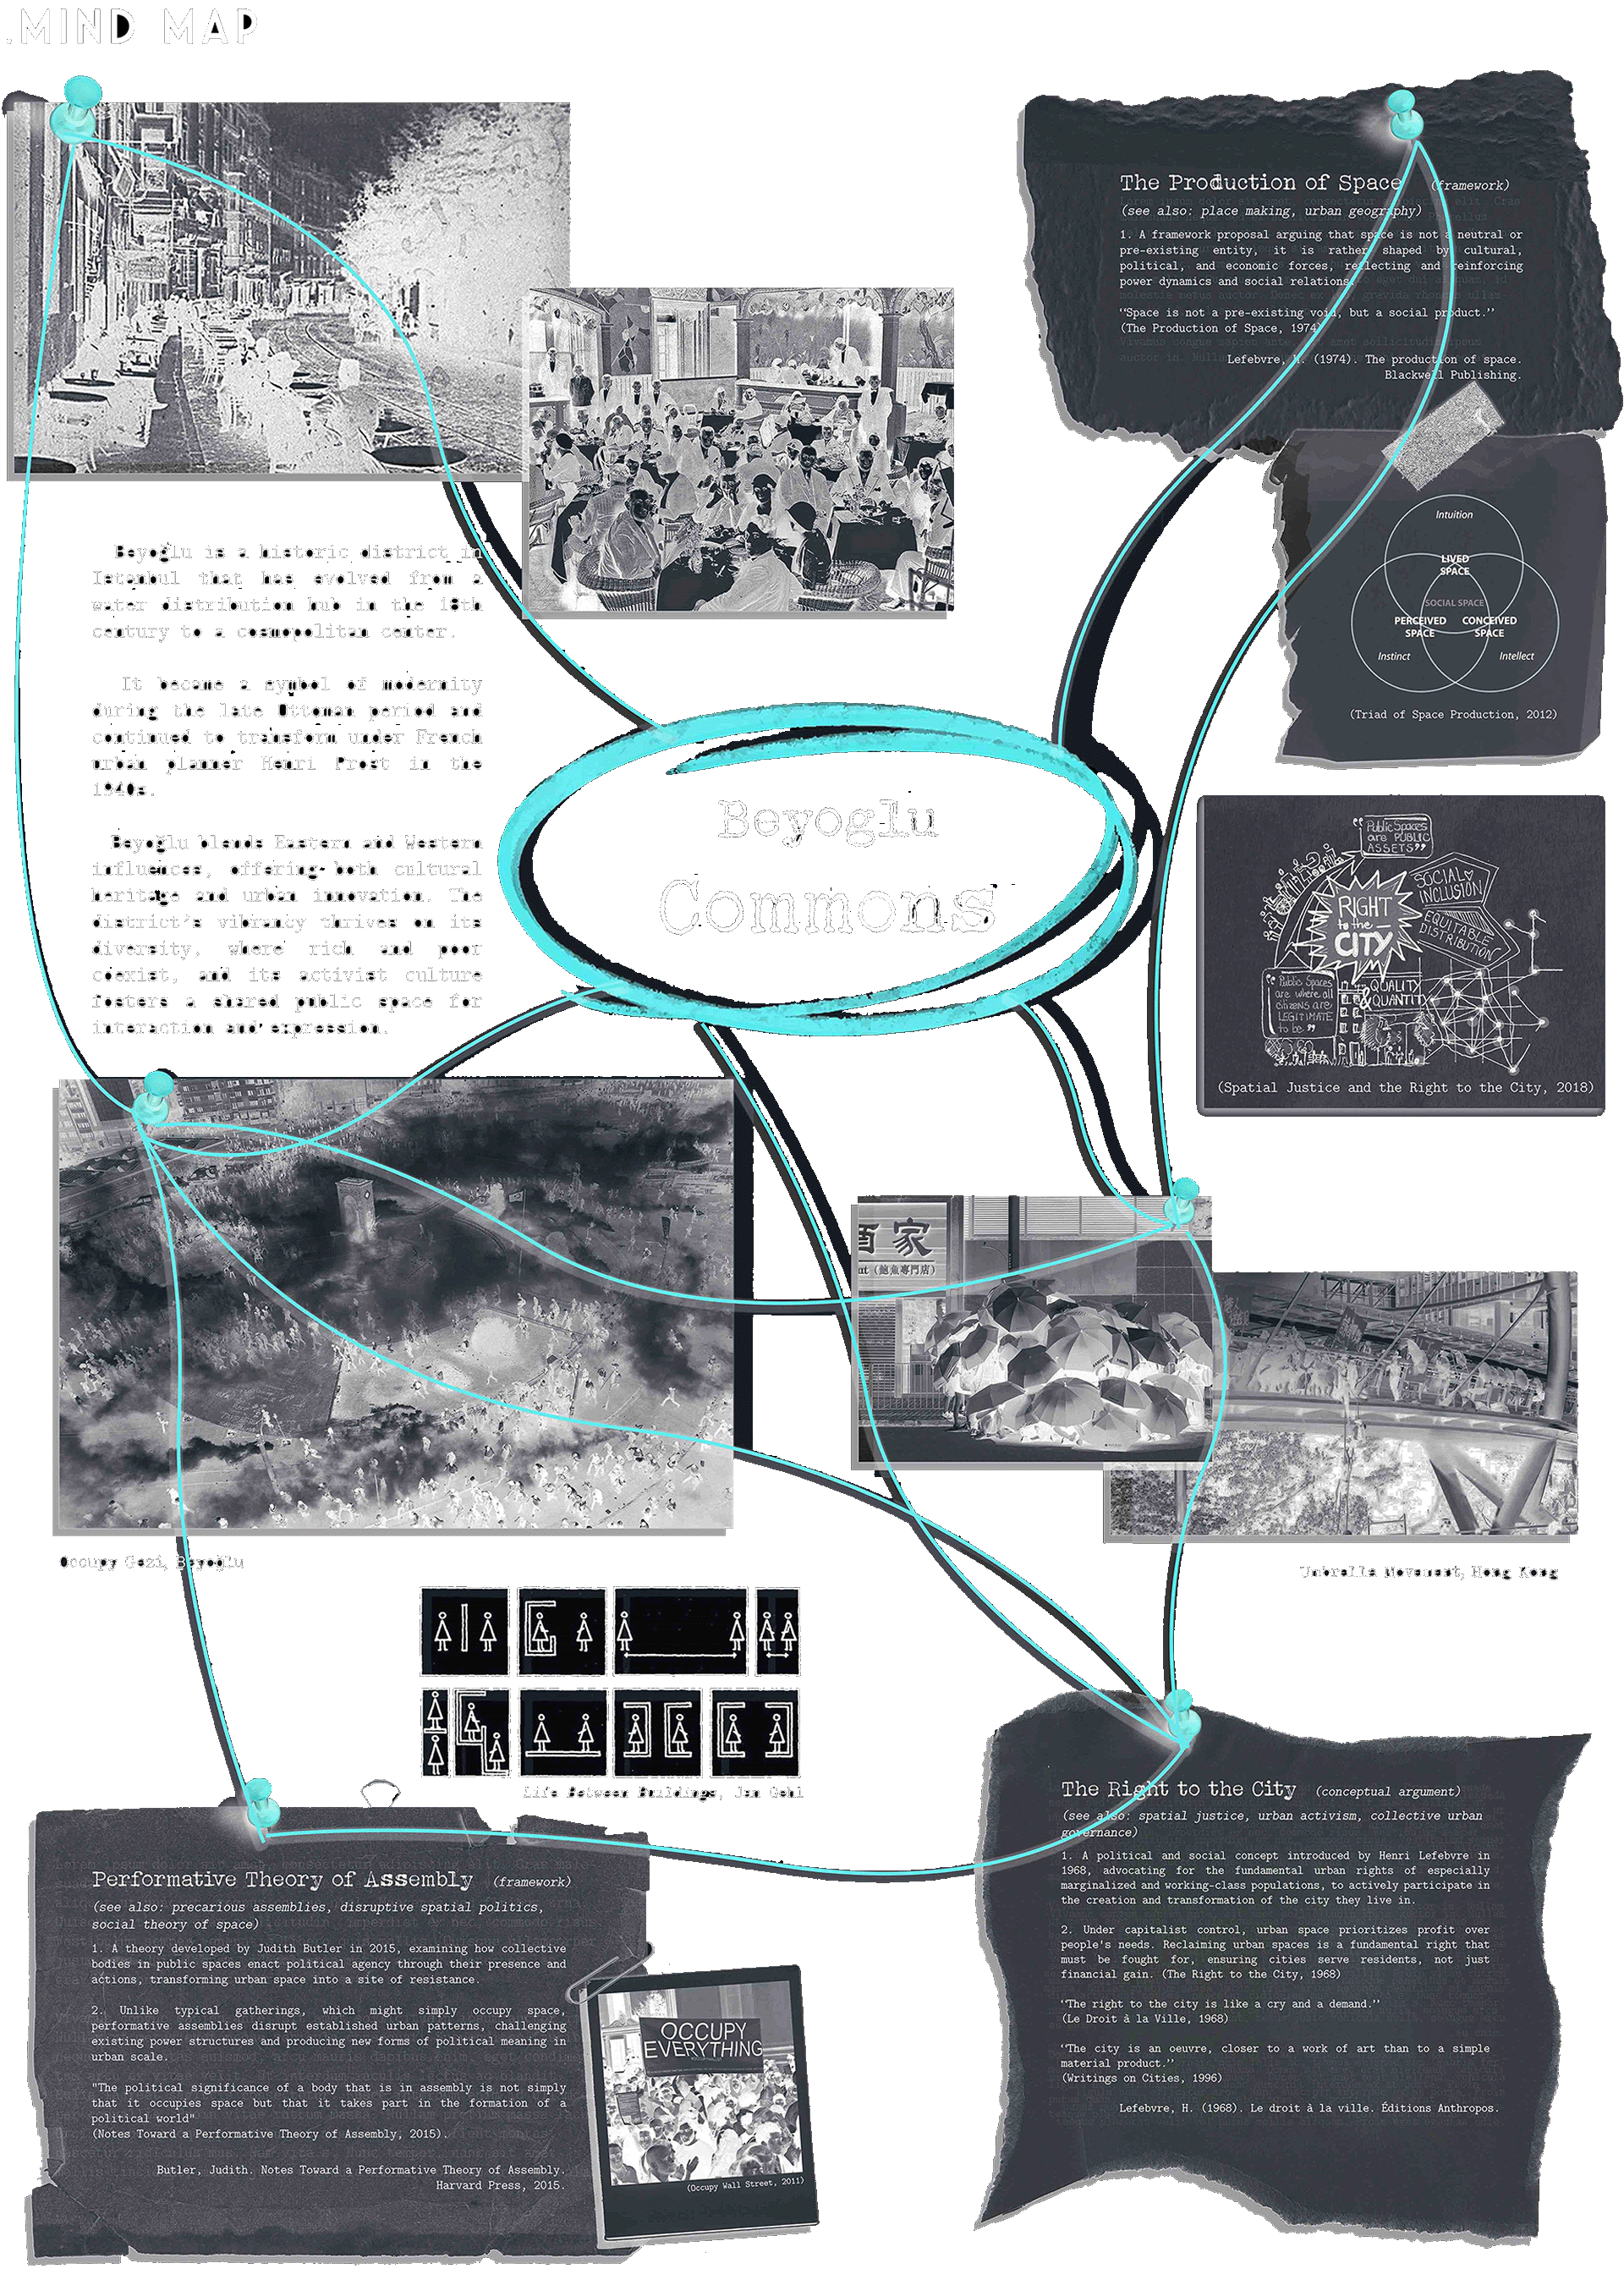 .MIND MAP
The Production of Space (framework)
(see also: place making, urban geography)
1. A framework proposal arguing that space is not a neutral or
pre-existing entity, it is rather shaped by cultural,
political, and economic forces, reflecting and reinforcing
power dynamics and social relations.
“Space is not a pre-existing void, but a social product.”
(The Production of Space, 1974)
Lefebvre, H. (1974). The production of space.
Blackwell Publishing.
Intuition
LIVED
SPACE
SOCIAL SPACE
PERCEIVED
SPACE
CONCEIVED
SPACE
Instinct
Intellect
(Triad of Space Production, 2012)
Beyoğlu is a historic district in
Istanbul that has evolved from a
water distribution hub in the 18th
century to a cosmopolitan center.
It became a symbol of modernity
during the late Ottoman period and
continued to transform under French
urban planner Henri Prost in the
1940s.
Beyoğlu blends Eastern and Western
influences, offering both cultural
heritage and urban innovation. The
district's vibrancy thrives on its
diversity, where rich and poor
coexist, and its activist culture
fosters a shared public space for
interaction and expression.
Beyoglu
Commons
“Public Spaces
are PUBLIC
ASSETS”
SOCIAL
INCLUSION
EQUITABLE
DISTRIBUTION
RIGHT
to the
CITY
“Public Spaces
are where all
citizens are
LEGITIMATE
to be”
QUALITY
& QUANTITY
(Spatial Justice and the Right to the City, 2018)
酒家
(鮑魚專門店)
Occupy Gezi, Beyoğlu
Umbrella Movement, Hong Kong
Life Between Buildings, Jan Gehl
Performative Theory of Assembly (framework)
(see also: precarious assemblies, disruptive spatial politics,
social theory of space)
1. A theory developed by Judith Butler in 2015, examining how collective
bodies in public spaces enact political agency through their presence and
actions, transforming urban space into a site of resistance.
2. Unlike typical gatherings, which might simply occupy space,
performative assemblies disrupt established urban patterns, challenging
existing power structures and producing new forms of political meaning in
urban scale.
"The political significance of a body that is in assembly is not simply
that it occupies space but that it takes part in the formation of a
political world"
(Notes Toward a Performative Theory of Assembly, 2015).
Butler, Judith. Notes Toward a Performative Theory of Assembly.
Harvard Press, 2015.
OCCUPY
EVERYTHING
(Occupy Wall Street, 2011)
The Right to the City (conceptual argument)
(see also: spatial justice, urban activism, collective urban
governance)
1. A political and social concept introduced by Henri Lefebvre in
1968, advocating for the fundamental urban rights of especially
marginalized and working-class populations, to actively participate in
the creation and transformation of the city they live in.
2. Under capitalist control, urban space prioritizes profit over
people's needs. Reclaiming urban spaces is a fundamental right that
must be fought for, ensuring cities serve residents, not just
financial gain. (The Right to the City, 1968)
“The right to the city is like a cry and a demand.”
(Le Droit à la Ville, 1968)
“The city is an oeuvre, closer to a work of art than to a simple
material product.”
(Writings on Cities, 1996)
Lefebvre, H. (1968). Le droit à la ville. Éditions Anthropos.